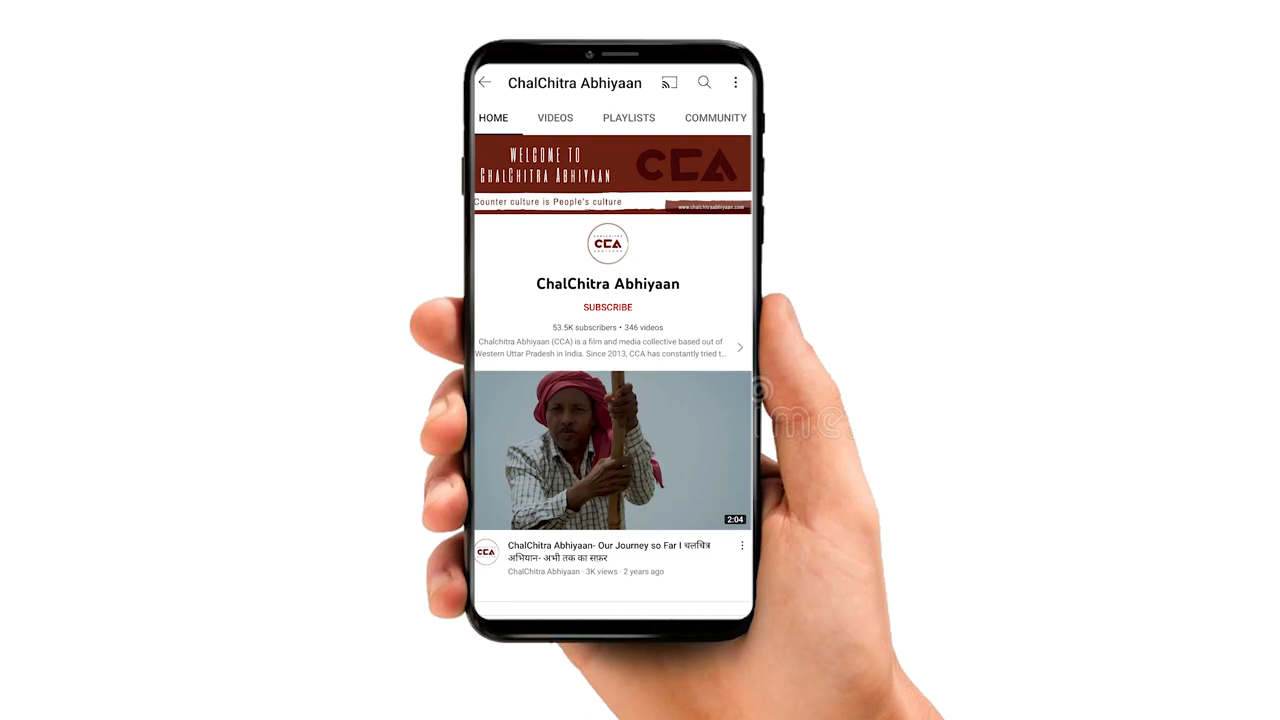 ChalChitra Abhiyaan
HOME VIDEOS PLAYLISTS COMMUNITY
WELCOME TO
CHALCHITRA ABHIYAAN
CCA
Counter culture is People's culture
www.chalchitraabhiyaan.com
CCA
ChalChitra Abhiyaan
SUBSCRIBE
53.5K subscribers • 346 videos
Chalchitra Abhiyaan (CCA) is a film and media collective based out of
Western Uttar Pradesh in India. Since 2013, CCA has constantly tried t...
2:04
CCA
ChalChitra Abhiyaan- Our Journey so Far I चलचित्र
अभियान- अभी तक का सफ़र
ChalChitra Abhiyaan · 3K views · 2 years ago